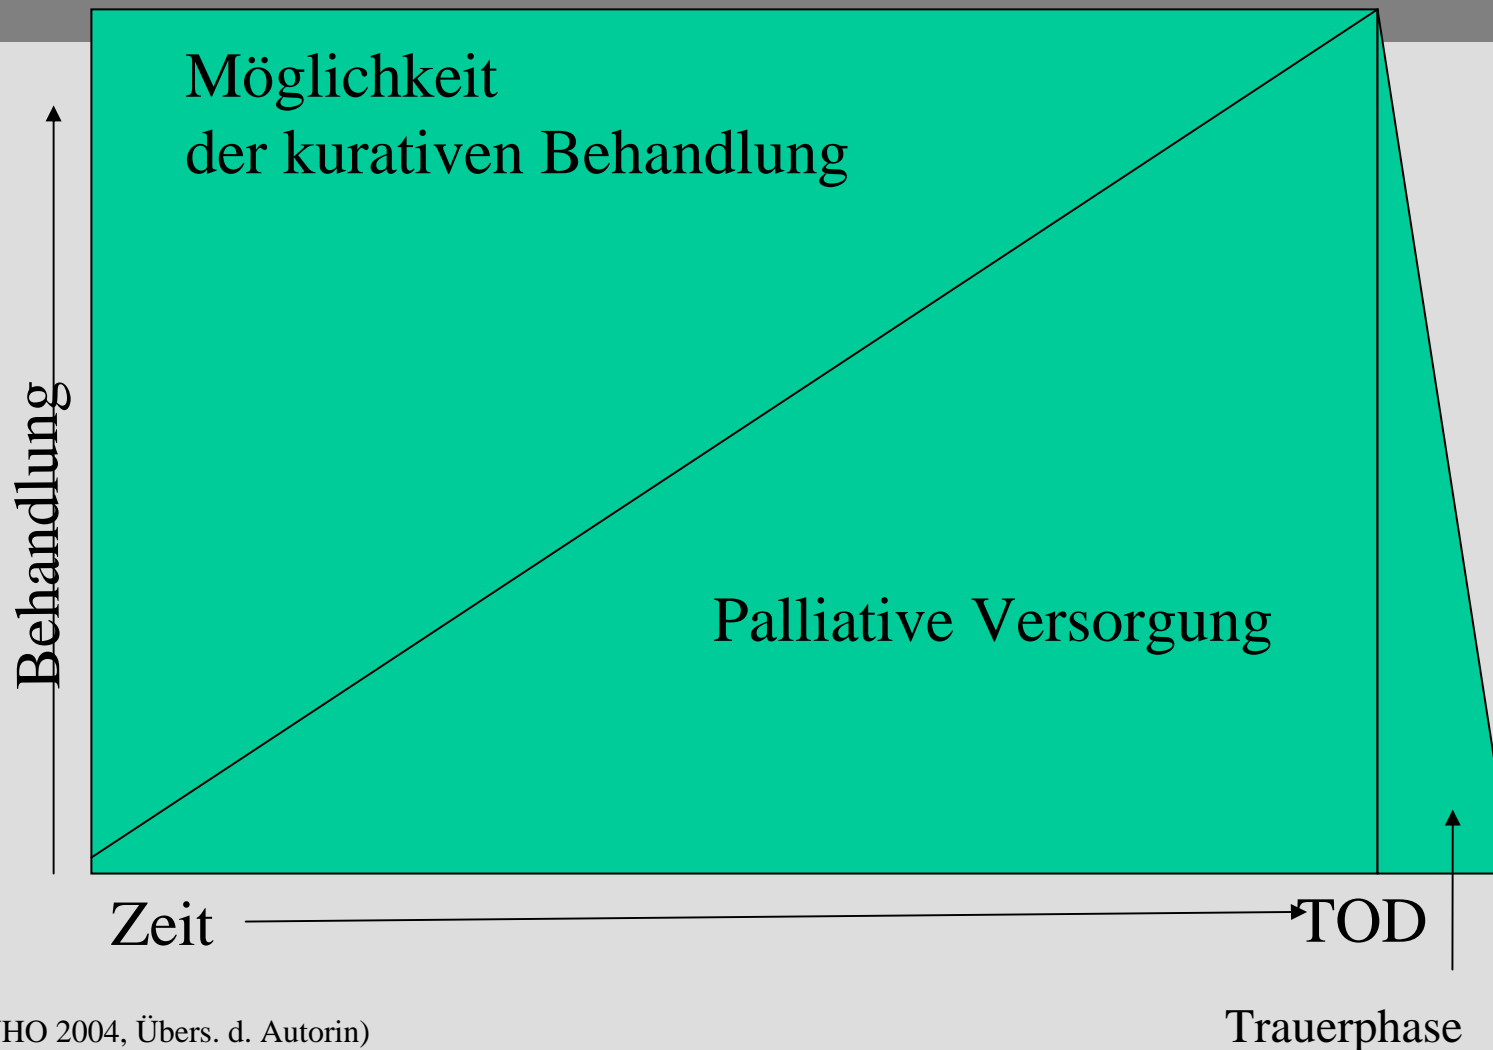 Möglichkeit
der kurativen Behandlung
Behandlung
Palliative Versorgung
Zeit
TOD
HO 2004, Übers. d. Autorin)
Trauerphase